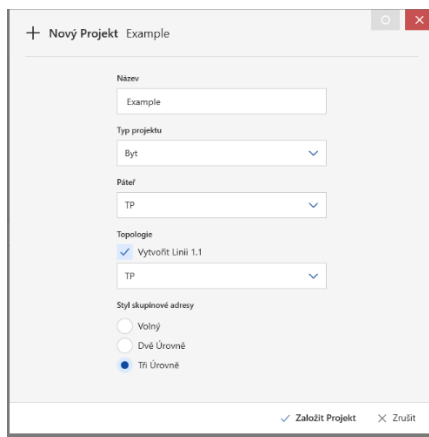 Nový Projekt Example
Název
Example
Typ projektu
Byt
Páteř
TP
Topologie
Vytvořit Linii 1.1
TP
Styl skupinové adresy
Volný
Dvě Úrovně
Tři Úrovně
Založit Projekt Zrušit